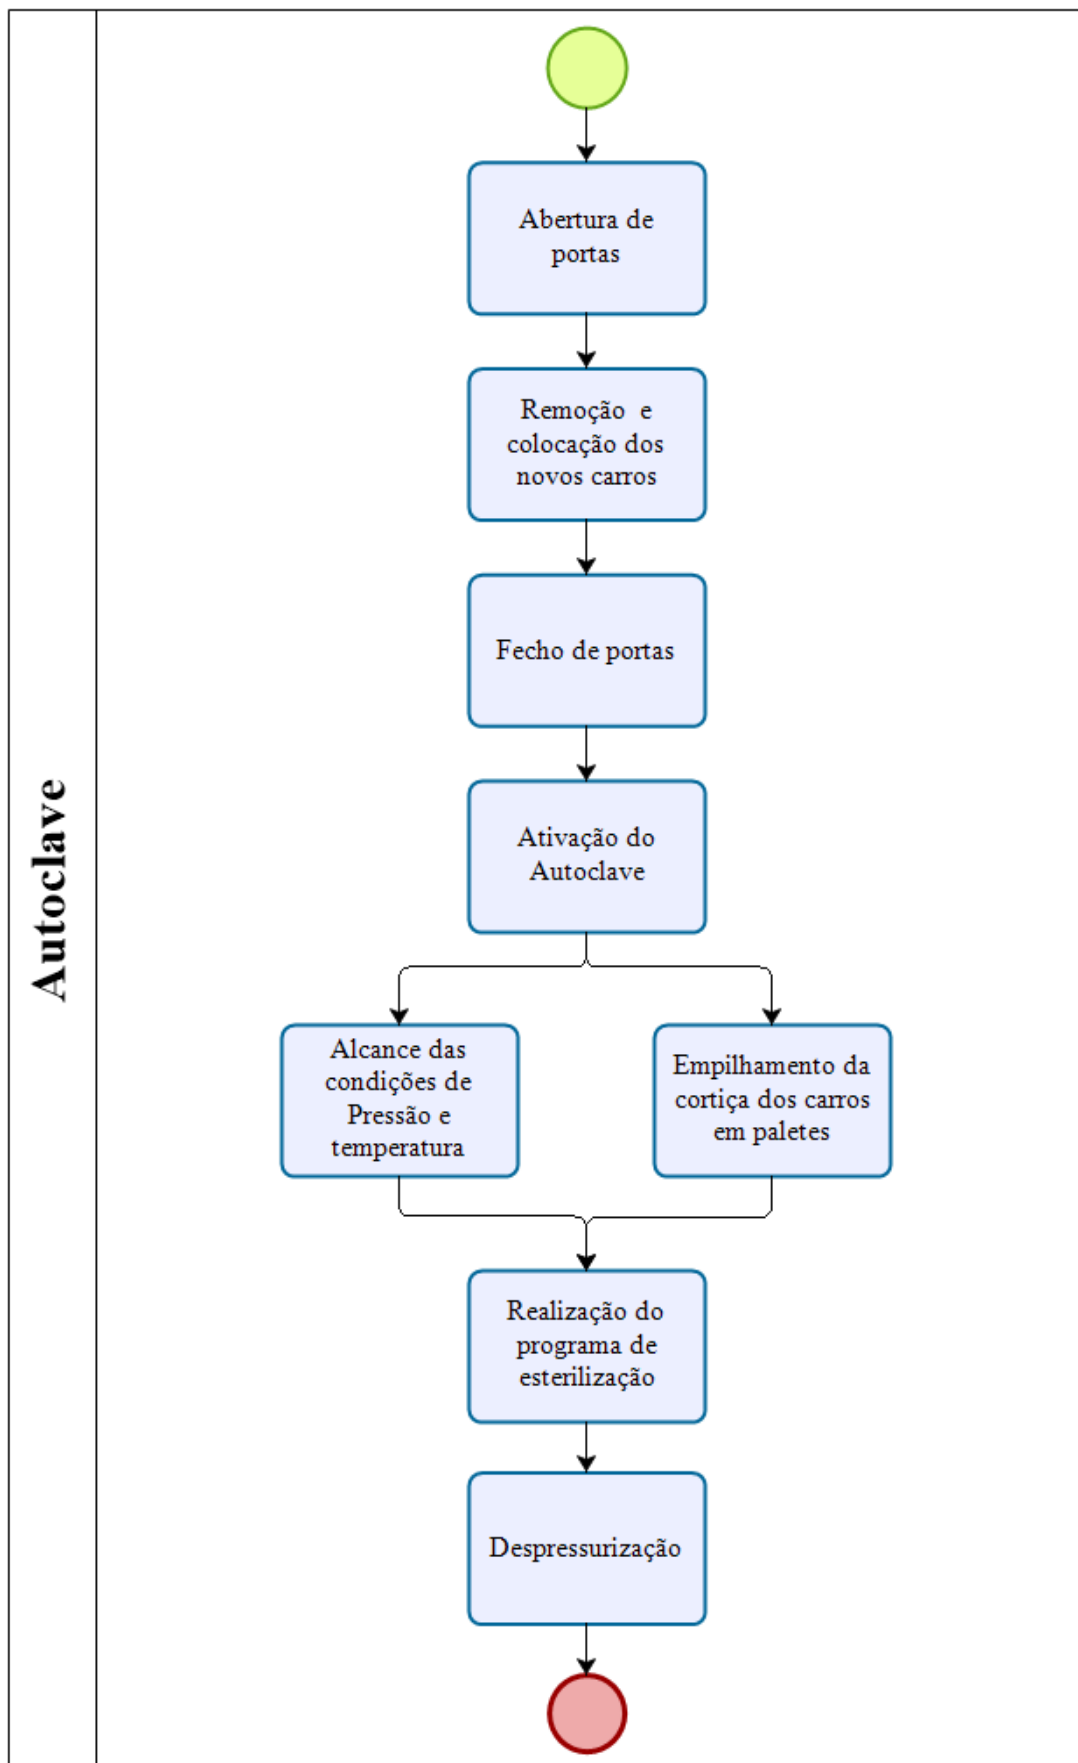 Autoclave
Abertura de
portas
Remoção e
colocação dos
novos carros
Fecho de portas
Ativação do
Autoclave
Alcance das
condições de
Pressão e
temperatura
Empilhamento da
cortiça dos carros
em paletes
Realização do
programa de
esterilização
Despressurização